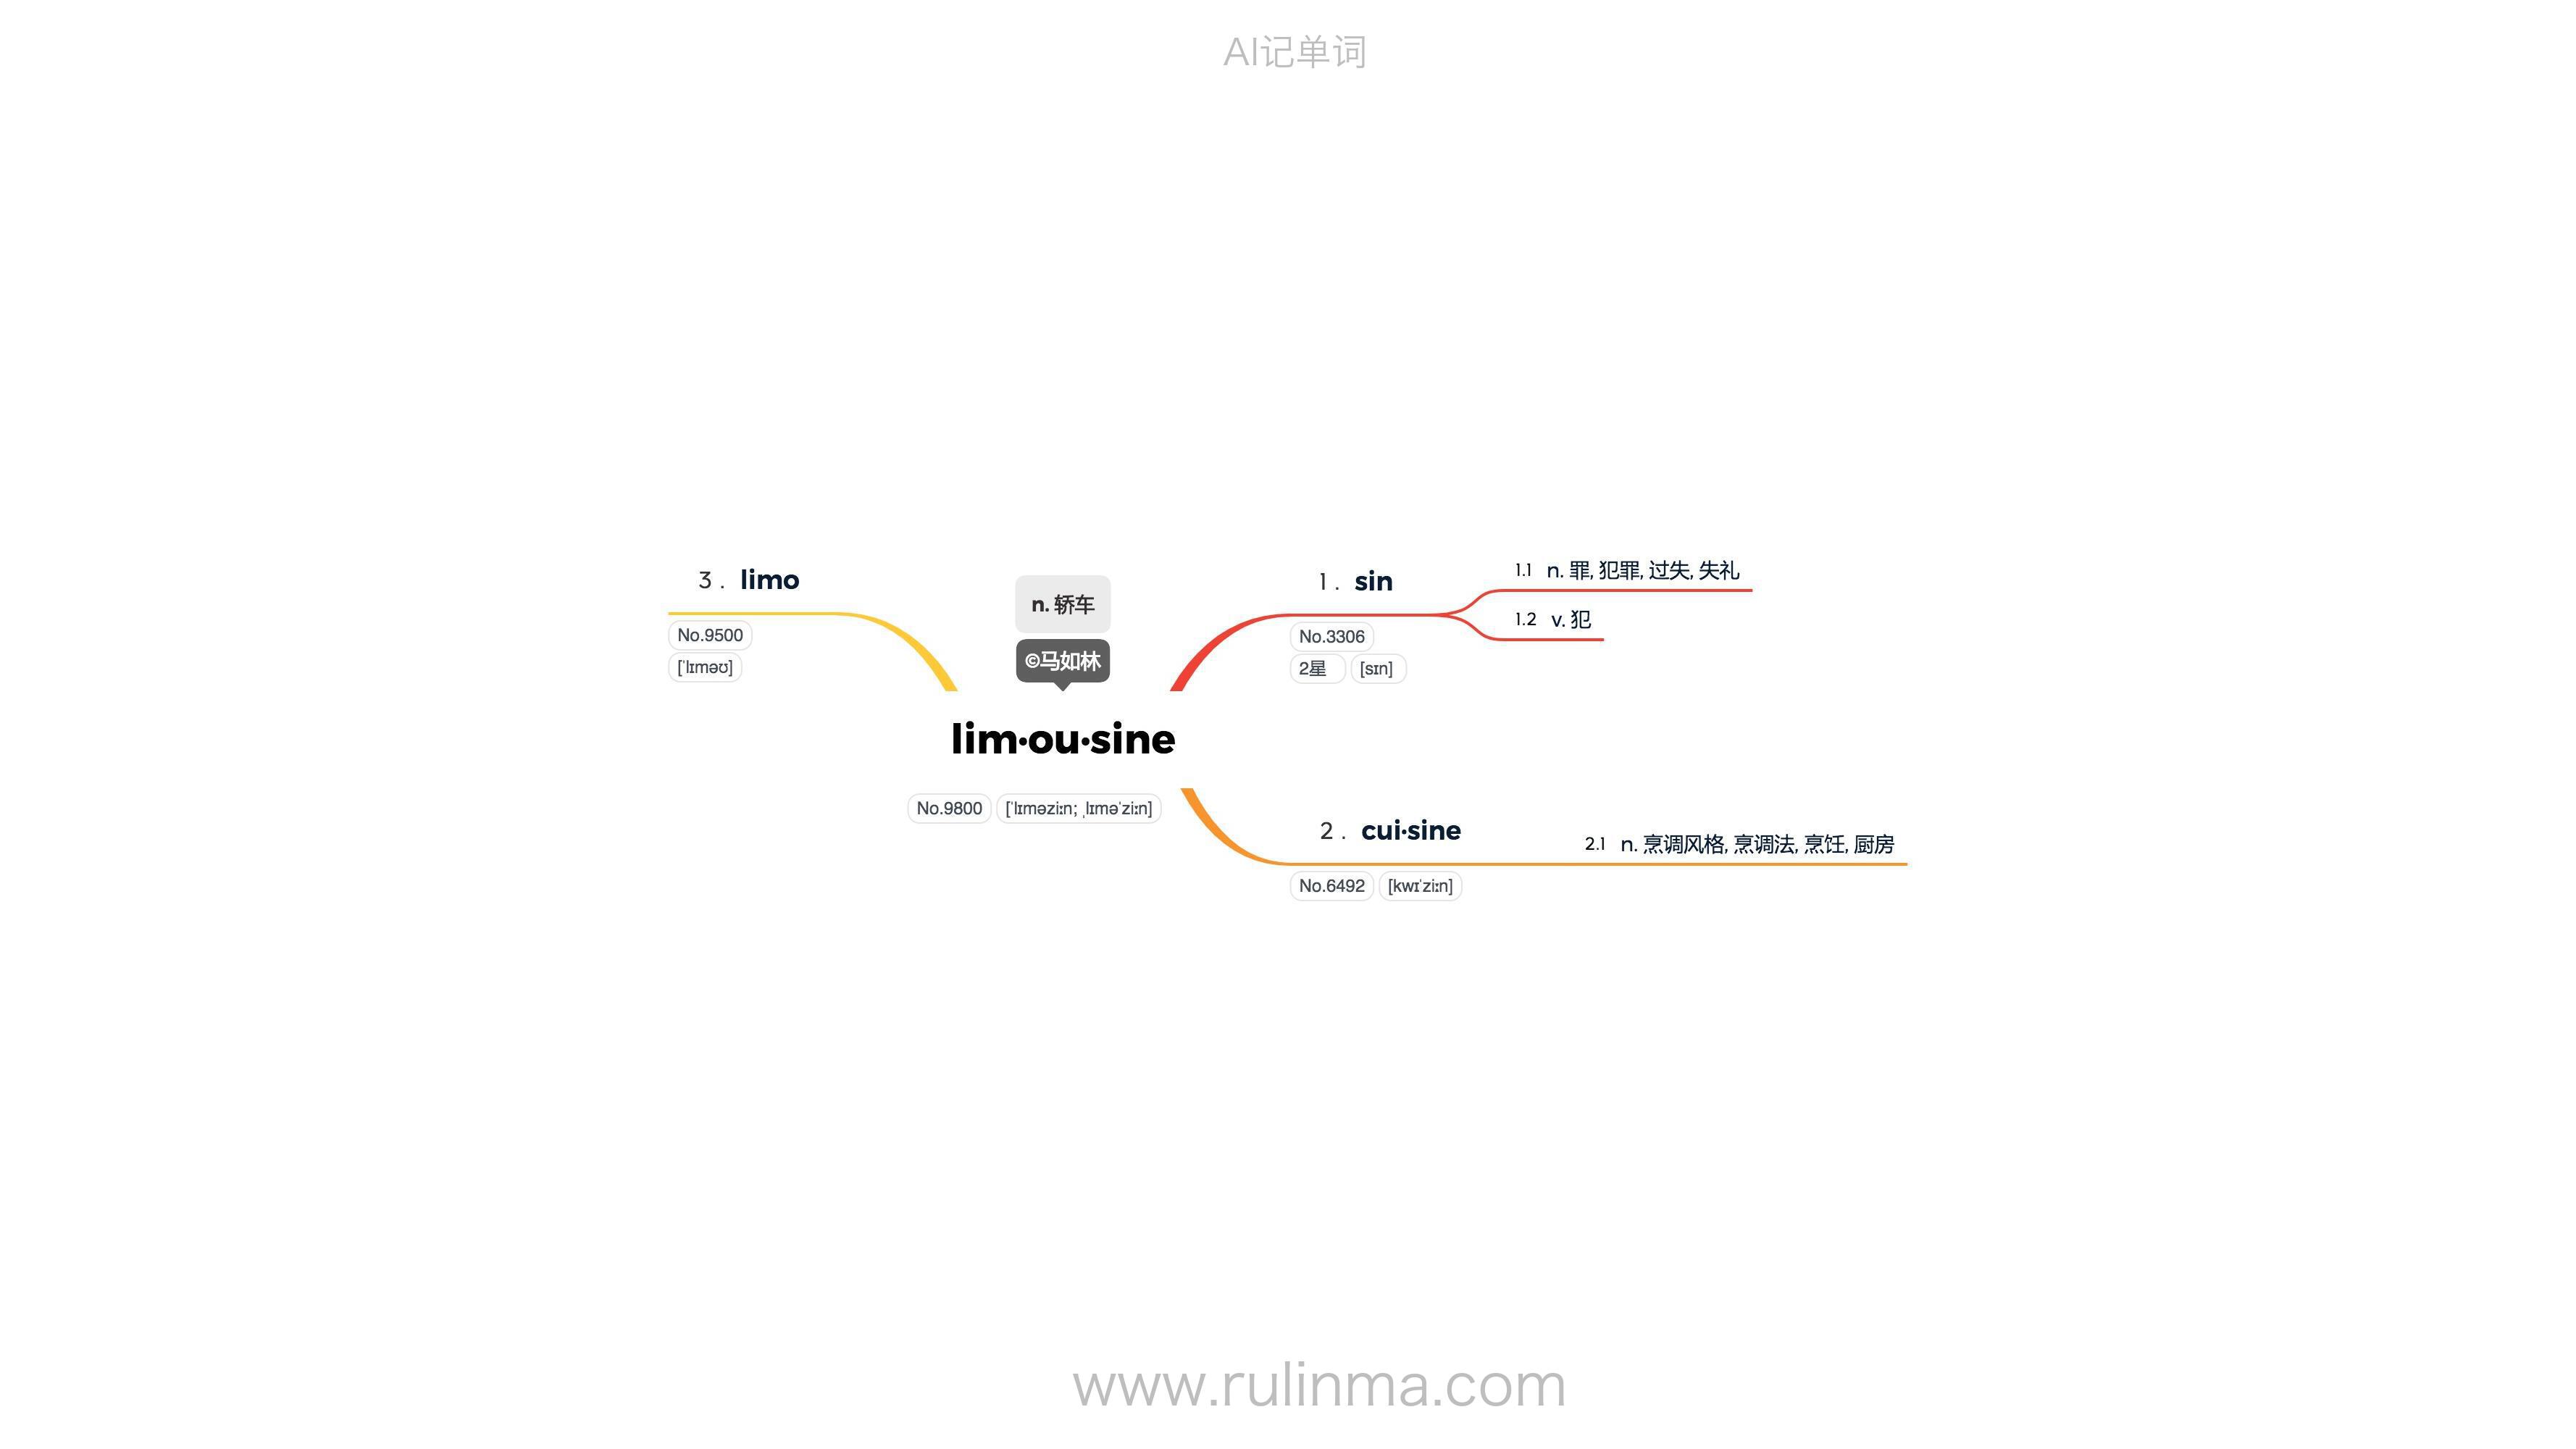 AI记单词
3 . limo
No.9500
[ˈlɪməʊ]
n. 轿车
©马如林
lim·ou·sine
No.9800 [ˈlɪməziːn; ˌlɪməˈziːn]
1 . sin
No.3306
2星 [sɪn]
1.1 n. 罪, 犯罪, 过失, 失礼
1.2 v. 犯
2 . cui·sine
No.6492 [kwɪˈziːn]
2.1 n. 烹调风格, 烹调法, 烹饪, 厨房
www.rulinma.com